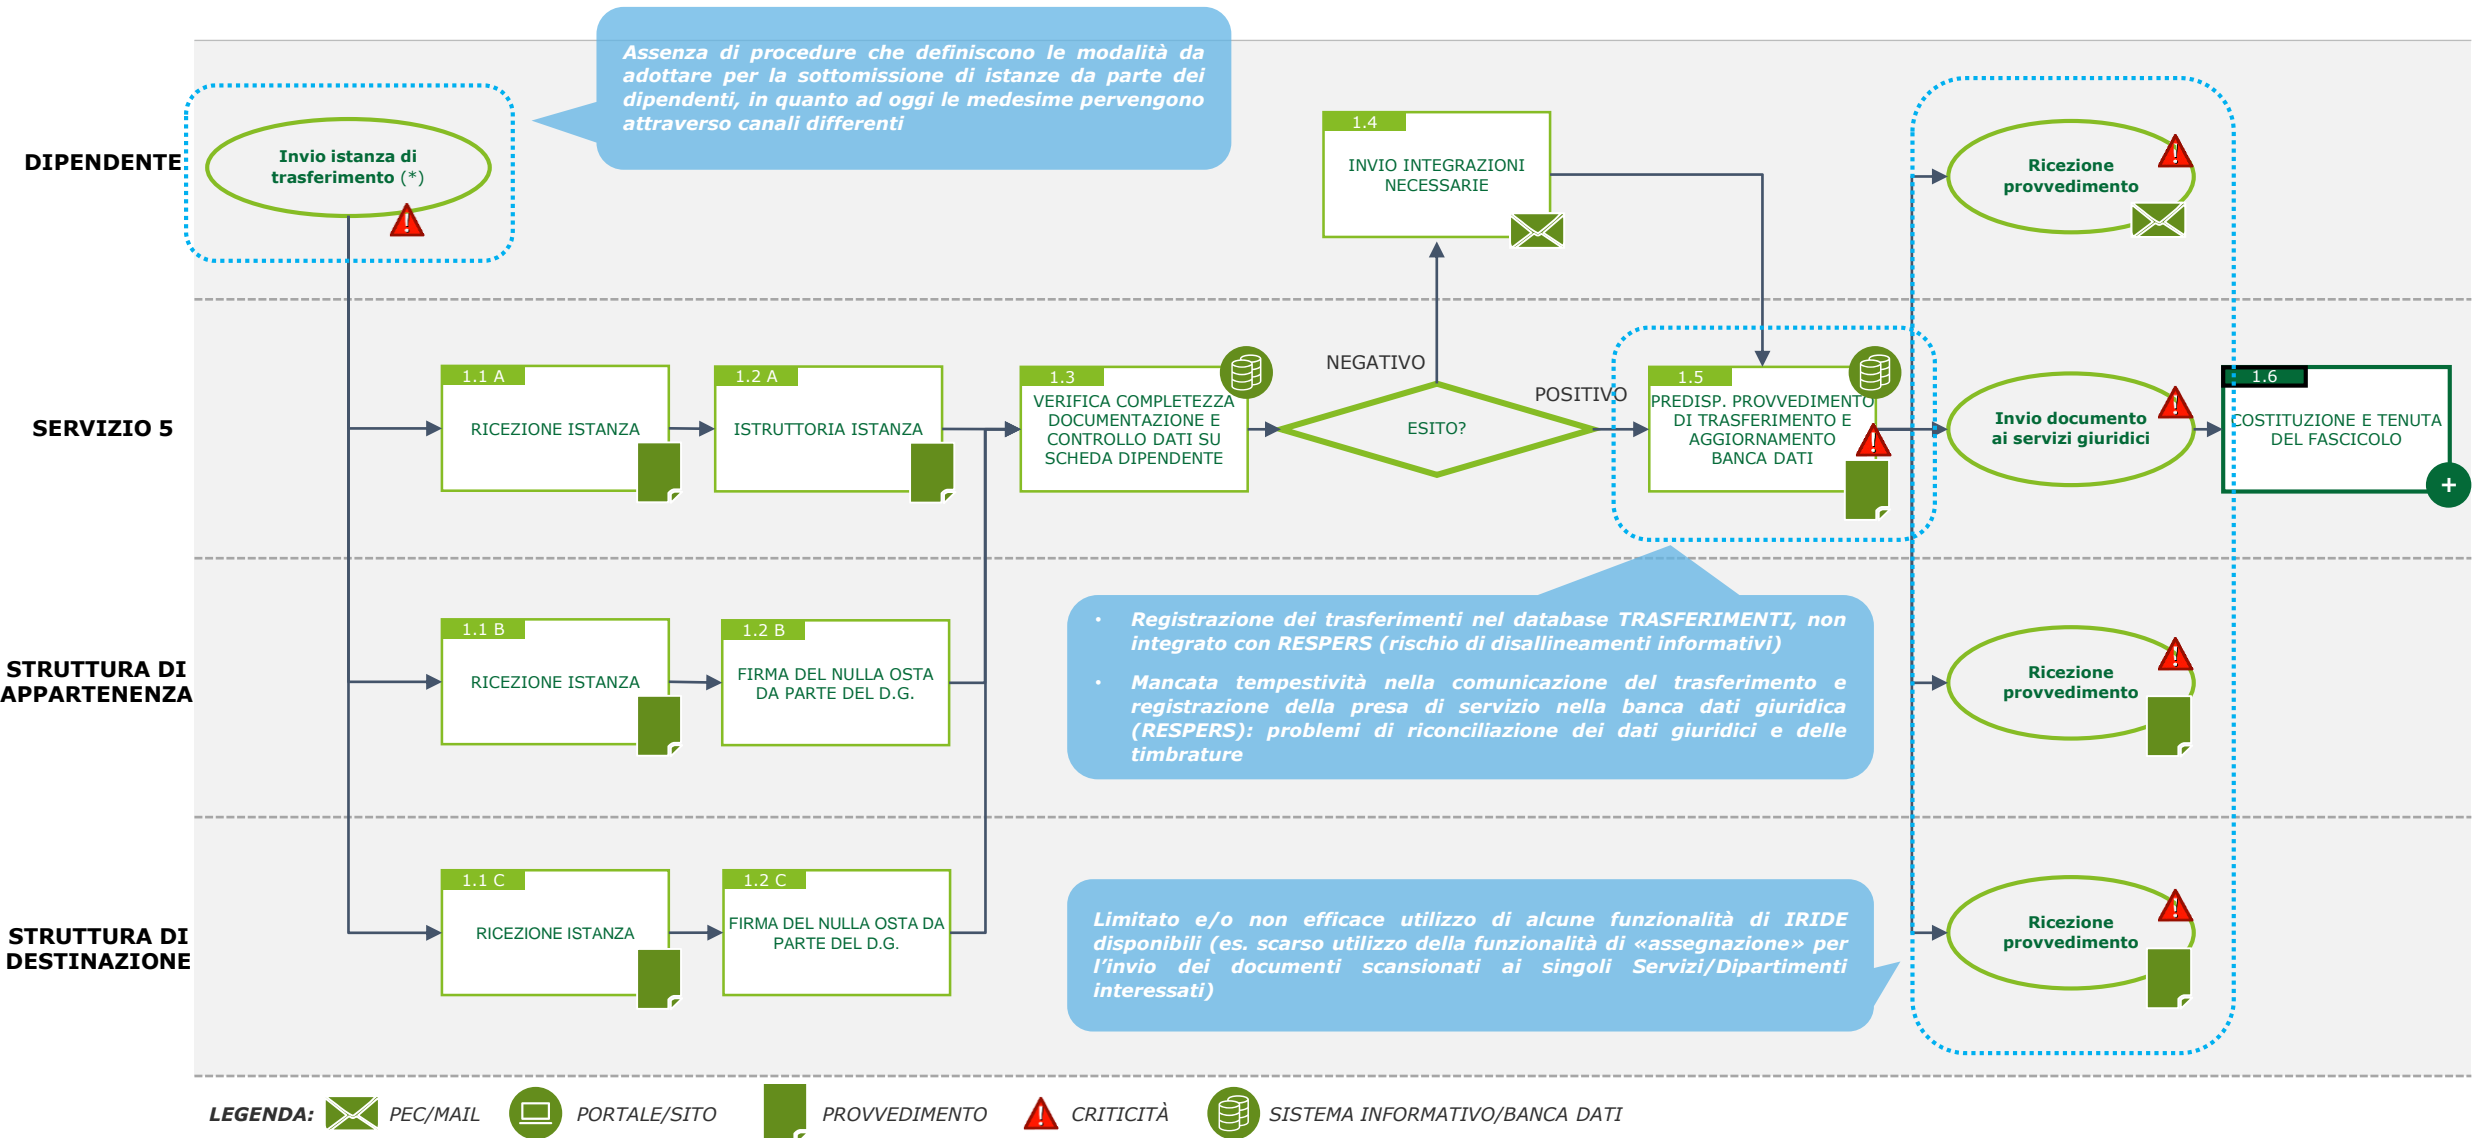 Assenza di procedure che definiscono le modalità da
adottare per la sottomissione di istanze da parte dei
dipendenti, in quanto ad oggi le medesime pervengono
attraverso canali differenti
DIPENDENTE
Invio istanza di
trasferimento (*)
1.4
INVIO INTEGRAZIONI
NECESSARIE
Ricezione
provvedimento
SERVIZIO 5
1.1 A
RICEZIONE ISTANZA
1.2 A
ISTRUTTORIA ISTANZA
1.3
VERIFICA COMPLETEZZA
DOCUMENTAZIONE E
CONTROLLO DATI SU
SCHEDA DIPENDENTE
NEGATIVO
ESITO?
POSITIVO
1.5
PREDISP. PROVVEDIMENTO
DI TRASFERIMENTO E
AGGIORNAMENTO
BANCA DATI
Invio documento
ai servizi giuridici
1.6
COSTITUZIONE E TENUTA
DEL FASCICOLO
+
STRUTTURA DI
APPARTENENZA
1.1 B
RICEZIONE ISTANZA
1.2 B
FIRMA DEL NULLA OSTA
DA PARTE DEL D.G.
• Registrazione dei trasferimenti nel database TRASFERIMENTI, non
integrato con RESPERS (rischio di disallineamenti informativi)
• Mancata tempestività nella comunicazione del trasferimento e
registrazione della presa di servizio nella banca dati giuridica
(RESPERS): problemi di riconciliazione dei dati giuridici e delle
timbrature
Ricezione
provvedimento
STRUTTURA DI
DESTINAZIONE
1.1 C
RICEZIONE ISTANZA
1.2 C
FIRMA DEL NULLA OSTA DA
PARTE DEL D.G.
Limitato e/o non efficace utilizzo di alcune funzionalità di IRIDE
disponibili (es. scarso utilizzo della funzionalità di «assegnazione» per
l'invio dei documenti scansionati ai singoli Servizi/Dipartimenti
interessati)
Ricezione
provvedimento
LEGENDA: PEC/MAIL PORTALE/SITO PROVVEDIMENTO CRITICITÀ SISTEMA INFORMATIVO/BANCA DATI